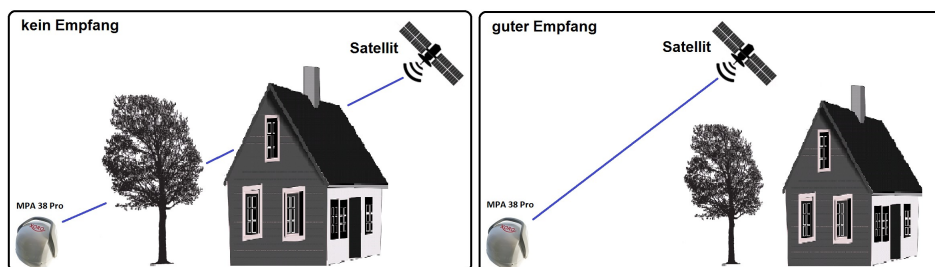 kein Empfang
Satellit
MPA 38 Pro
guter Empfang
Satellit
MPA 38 Pro